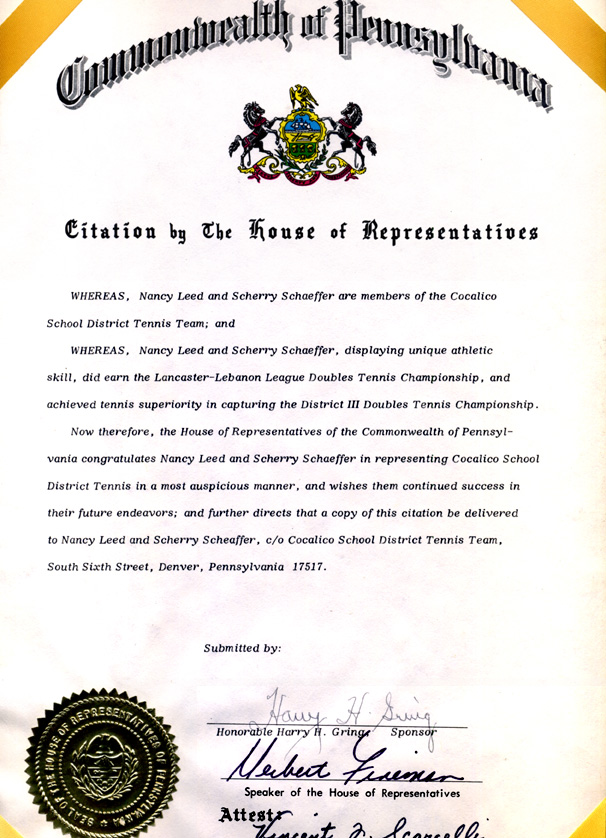 Commonwealth of Pennsylvania
Citation by The House of Representatives
WHEREAS, Nancy Leed and Scherry Schaeffer are members of the Cocalico
School District Tennis Team; and
WHEREAS, Nancy Leed and Scherry Schaeffer, displaying unique athletic
skill, did earn the Lancaster-Lebanon League Doubles Tennis Championship, and
achieved tennis superiority in capturing the District III Doubles Tennis Championship.
Now therefore, the House of Representatives of the Commonwealth of Pennsyl-
vania congratulates Nancy Leed and Scherry Schaeffer in representing Cocalico School
District Tennis in a most auspicious manner, and wishes them continued success in
their future endeavors; and further directs that a copy of this citation be delivered
to Nancy Leed and Scherry Scheaffer, c/o Cocalico School District Tennis Team,
South Sixth Street, Denver, Pennsylvania 17517.
Submitted by:
Harry H. Gring
Honorable Harry H. Gring, Sponsor
Herbert Fineman
Speaker of the House of Representatives
Attest:
Vincent F. Scarcelli
SEAL OF THE HOUSE OF REPRESENTATIVES OF PENNSYLVANIA